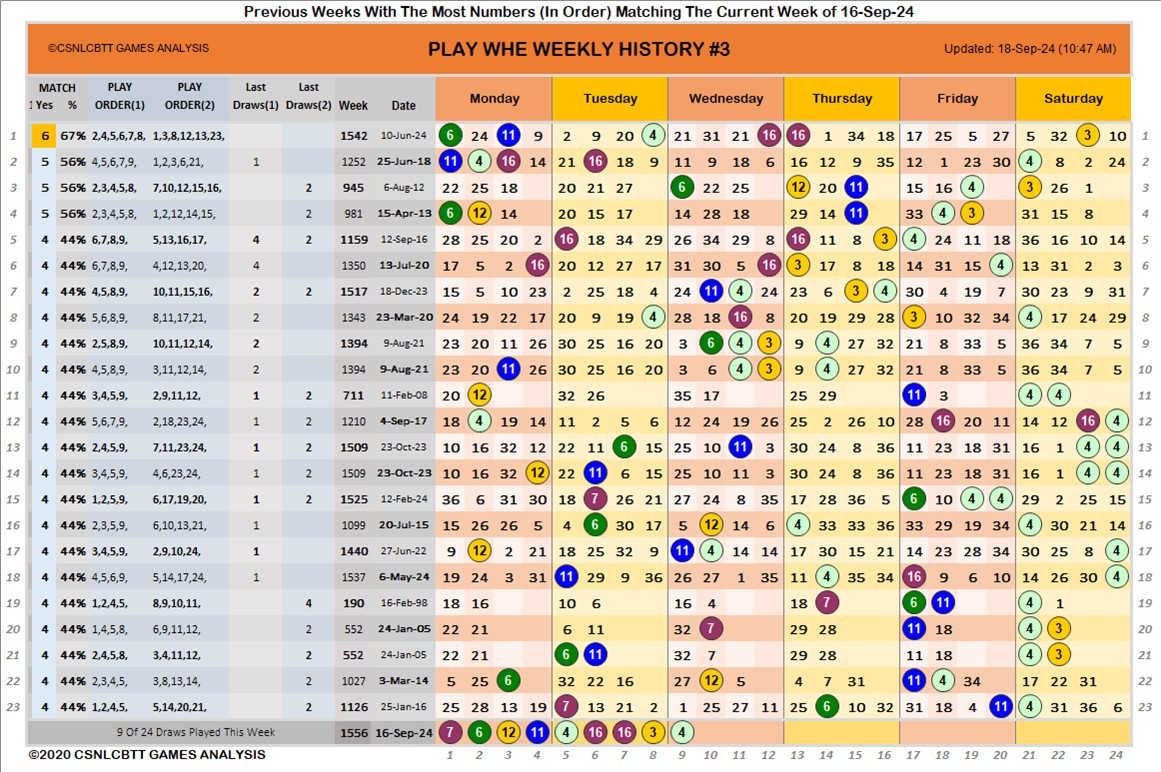 Previous Weeks With The Most Numbers (In Order) Matching The Current Week of 16-Sep-24
©CSNLCBTT GAMES ANALYSIS PLAY WHE WEEKLY HISTORY #3 Updated: 18-Sep-24 (10:47 AM)
MATCH PLAY PLAY Last Last
1 Yes % ORDER(1) ORDER(2) Draws(1) Draws(2) Week Date Monday Tuesday Wednesday Thursday Friday Saturday
1 6 67% 2,4,5,6,7,8, 1,3,8,12,13,23, 1542 10-Jun-24 6 24 11 9 2 9 20 4 21 31 21 16 16 1 34 18 17 25 5 27 5 32 3 10 1
2 5 56% 4,5,6,7,9, 1,2,3,6,21, 1 1252 25-Jun-18 11 4 16 14 21 16 18 9 11 9 18 6 16 12 9 35 12 1 23 30 4 8 2 24 2
3 5 56% 2,3,4,5,8, 7,10,12,15,16, 2 945 6-Aug-12 22 25 18 20 21 27 6 22 25 12 20 11 15 16 4 3 26 1 3
4 5 56% 2,3,4,5,8, 1,2,12,14,15, 2 981 15-Apr-13 6 12 14 20 15 17 14 28 18 29 14 11 33 4 3 31 15 8 4
5 4 44% 6,7,8,9, 5,13,16,17, 4 2 1159 12-Sep-16 28 25 20 2 16 18 34 29 26 34 29 8 16 11 8 3 4 24 11 18 36 16 10 14 5
6 4 44% 6,7,8,9, 4,12,13,20, 4 1350 13-Jul-20 17 5 2 16 20 12 27 17 31 30 5 16 3 17 8 18 14 31 15 4 13 31 2 3 6
7 4 44% 4,5,8,9, 10,11,15,16, 2 2 1517 18-Dec-23 15 5 10 23 2 25 18 4 24 11 4 24 23 6 3 4 30 4 19 7 30 23 9 31 7
8 4 44% 5,6,8,9, 8,11,17,21, 2 1343 23-Mar-20 24 19 22 17 20 9 19 4 28 18 16 8 20 19 29 28 3 10 32 34 4 17 24 29 8
9 4 44% 2,5,8,9, 10,11,12,14, 2 1394 9-Aug-21 23 20 11 26 30 25 16 20 3 6 4 3 9 4 27 32 21 8 33 5 36 34 7 5 9
10 4 44% 4,5,8,9, 3,11,12,14, 2 1394 9-Aug-21 23 20 11 26 30 25 16 20 3 6 4 3 9 4 27 32 21 8 33 5 36 34 7 5 10
11 4 44% 3,4,5,9, 2,9,11,12, 1 2 711 11-Feb-08 20 12 32 26 35 17 25 29 11 3 4 4 11
12 4 44% 5,6,7,9, 2,18,23,24, 1 1210 4-Sep-17 18 4 19 14 11 2 5 6 12 24 19 26 25 2 26 10 28 16 20 11 14 12 16 4 12
13 4 44% 2,4,5,9, 7,11,23,24, 1 2 1509 23-Oct-23 10 16 32 12 22 11 6 15 25 10 11 3 30 24 8 36 11 23 18 31 16 1 4 4 13
14 4 44% 3,4,5,9, 4,6,23,24, 1 2 1509 23-Oct-23 10 16 32 12 22 11 6 15 25 10 11 3 30 24 8 36 11 23 18 31 16 1 4 4 14
15 4 44% 1,2,5,9, 6,17,19,20, 1 2 1525 12-Feb-24 36 6 31 30 18 7 26 21 27 24 8 35 17 28 36 5 6 10 4 4 29 2 25 15 15
16 4 44% 2,3,5,9, 6,10,13,21, 1 1099 20-Jul-15 15 26 26 5 4 6 30 17 5 12 14 6 4 33 33 36 33 29 19 34 4 30 21 14 16
17 4 44% 3,4,5,9, 2,9,10,24, 1 1440 27-Jun-22 9 12 2 21 18 25 32 9 11 4 14 14 17 30 15 21 14 23 28 34 30 25 8 4 17
18 4 44% 4,5,6,9, 5,14,17,24, 1 1537 6-May-24 19 24 3 31 11 29 9 36 26 27 1 35 11 4 35 34 16 9 6 10 14 26 30 4 18
19 4 44% 1,2,4,5, 8,9,10,11, 4 190 16-Feb-98 18 16 10 6 16 4 18 7 6 11 4 1 19
20 4 44% 1,4,5,8, 6,9,11,12, 2 552 24-Jan-05 22 21 6 11 32 7 29 28 11 18 4 3 20
21 4 44% 2,4,5,8, 3,4,11,12, 2 552 24-Jan-05 22 21 6 11 32 7 29 28 11 18 4 3 21
22 4 44% 2,3,4,5, 3,8,13,14, 2 1027 3-Mar-14 5 25 6 32 22 16 27 12 5 4 7 31 11 4 34 17 22 31 22
23 4 44% 1,2,4,5, 5,14,20,21, 2 1126 25-Jan-16 25 28 13 19 7 13 21 2 1 25 27 11 25 6 10 32 31 18 4 11 4 31 36 6 23
9 Of 24 Draws Played This Week 1556 16-Sep-24 7 6 12 11 4 16 16 3 4
©2020 CSNLCBTT GAMES ANALYSIS 1 2 3 4 5 6 7 8 9 10 11 12 13 14 15 16 17 18 19 20 21 22 23 24